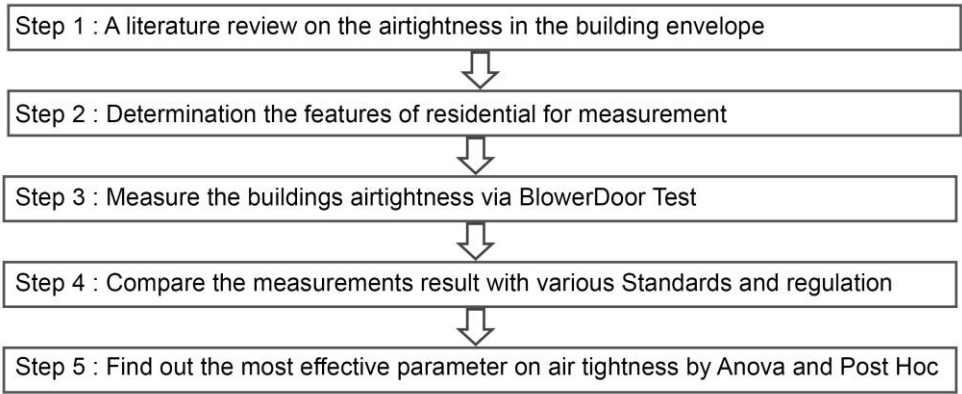 Step 1 : A literature review on the airtightness in the building envelope
Step 2 : Determination the features of residential for measurement
Step 3 : Measure the buildings airtightness via BlowerDoor Test
Step 4 : Compare the measurements result with various Standards and regulation
Step 5 : Find out the most effective parameter on air tightness by Anova and Post Hoc